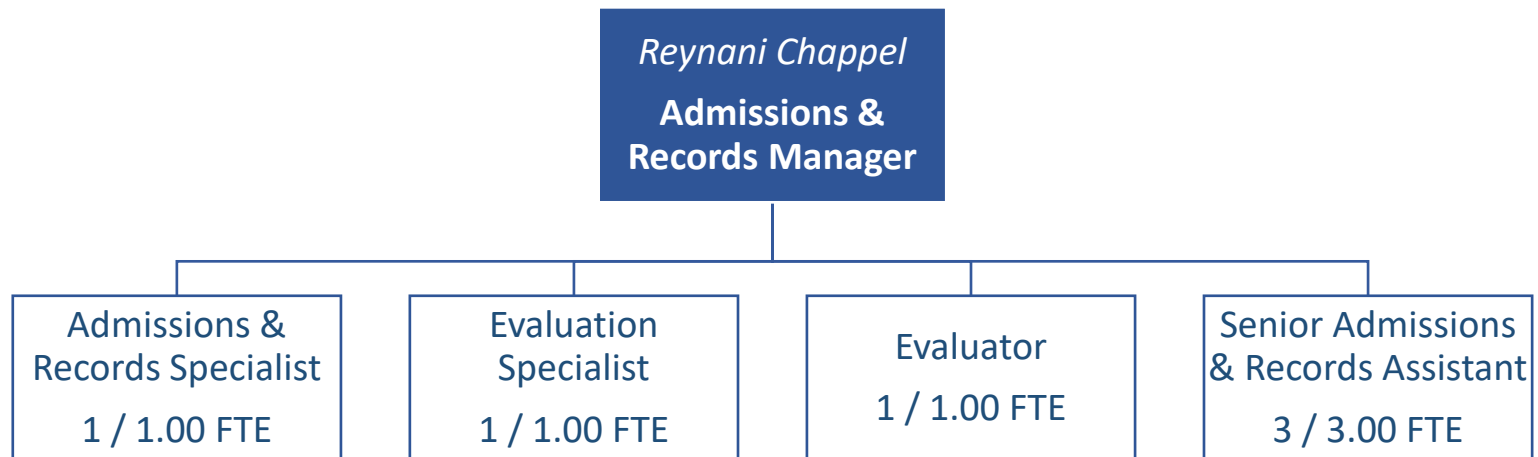 Reynani Chappel
Admissions &
Records Manager
Admissions &
Records Specialist
1 / 1.00 FTE
Evaluation
Specialist
1 / 1.00 FTE
Evaluator
1 / 1.00 FTE
Senior Admissions
& Records Assistant
3 / 3.00 FTE